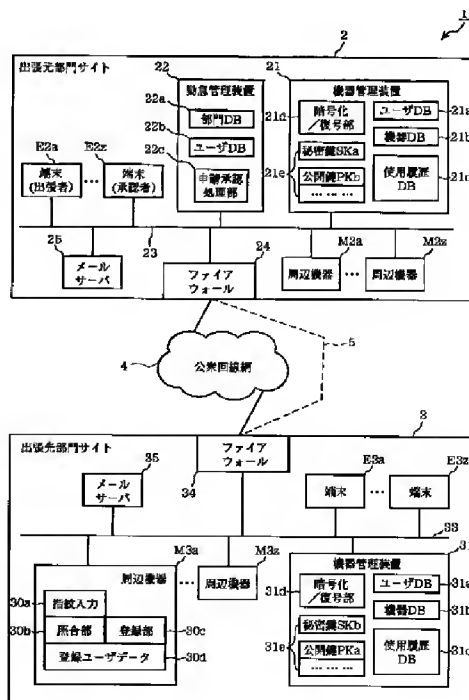 1
2
出張元部門サイト
22
勤怠管理装置
22a
部門DB
22b
ユーザDB
22c
申請承認
処理部
21
機器管理装置
21d
暗号化
/復号部
ユーザDB
21a
機器DB
21b
21e
秘密鍵SKa
公開鍵PKb
使用履歴
DB
21c
E2a
E2z
端末
(出張者)
端末
(承認者)
23
24
25
メール
サーバ
ファイア
ウォール
M2a
M2z
周辺機器
周辺機器
4
公衆回線網
5
3
出張先部門サイト
35
メール
サーバ
ファイア
ウォール
34
E3a
E3z
端末
端末
33
M3a
周辺機器
M3z
周辺機器
30a
指紋入力
30b
照合部
登録部
30c
登録ユーザデータ
30d
31
機器管理装置
31d
暗号化
/復号部
ユーザDB
31a
機器DB
31b
31e
秘密鍵SKb
公開鍵PKa
使用履歴
DB
31c